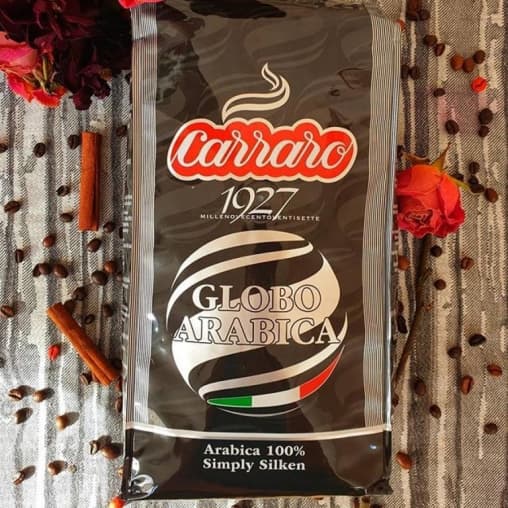 Carraro
1927
MILLENOVECENTOVENTISETTE
GLOBO
ARABICA
Arabica 100%
Simply Silken